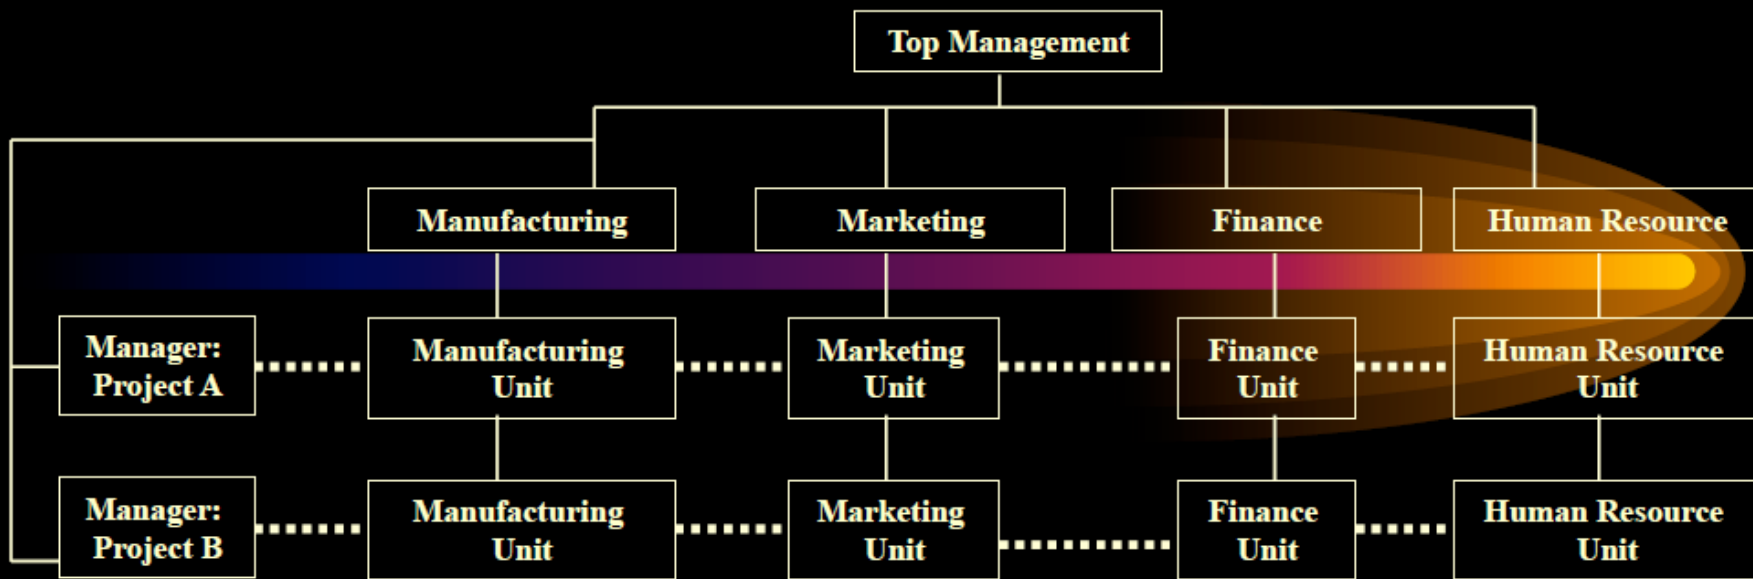 Top Management
Manufacturing
Marketing
Finance
Human Resource
Manager:
Project A
Manufacturing
Unit
Marketing
Unit
Finance
Unit
Human Resource
Unit
Manager:
Project B
Manufacturing
Unit
Marketing
Unit
Finance
Unit
Human Resource
Unit